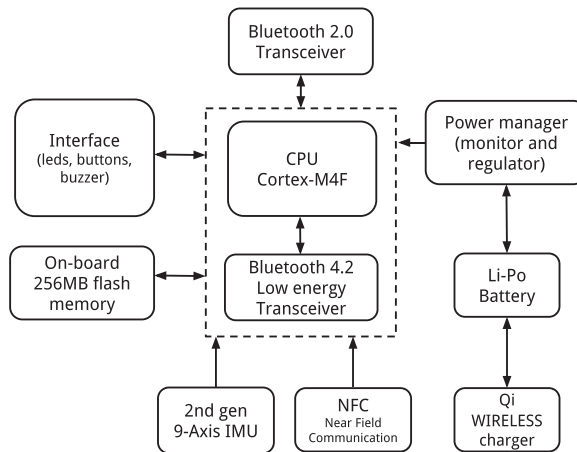 Bluetooth 2.0
Transceiver
Interface
(leds, buttons,
buzzer)
CPU
Cortex-M4F
Power manager
(monitor and
regulator)
On-board
256MB flash
memory
Bluetooth 4.2
Low energy
Transceiver
Li-Po
Battery
2nd gen
9-Axis IMU
NFC
Near Field
Communication
Qi
WIRELESS
charger